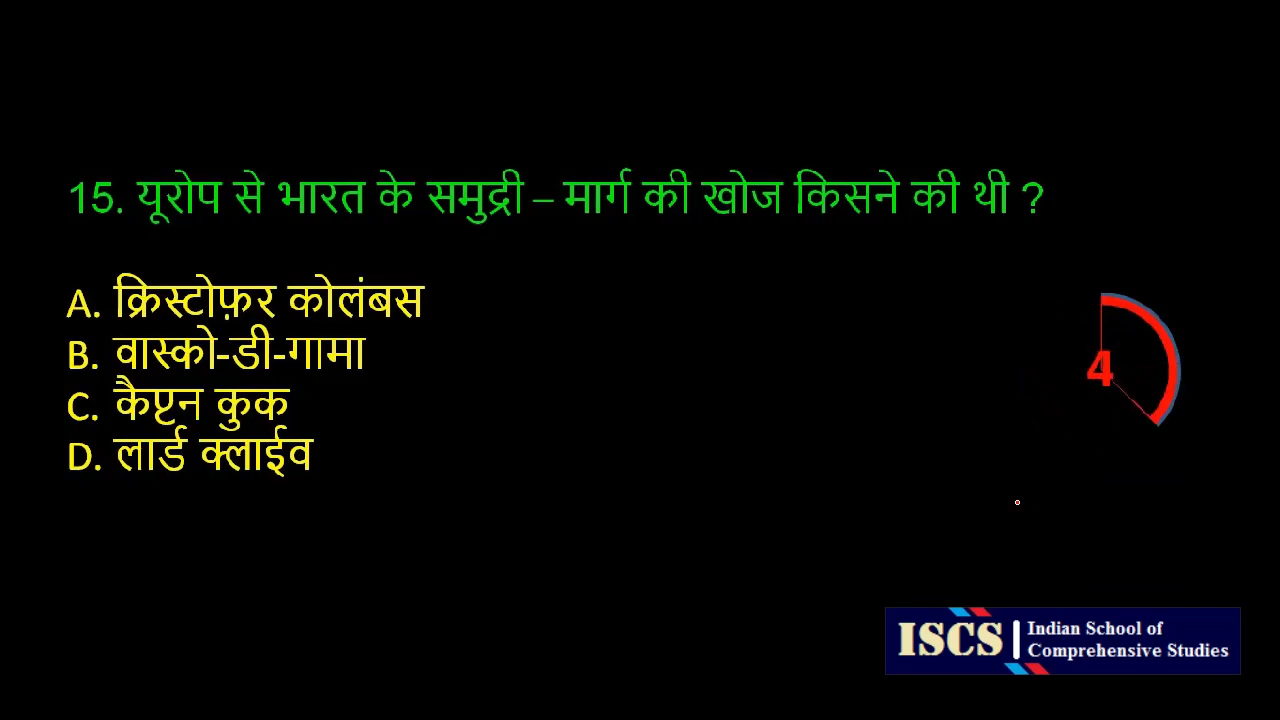 15. यूरोप से भारत के समुद्री – मार्ग की खोज किसने की थी ?
A. क्रिस्टोफ़र कोलंबस
B. वास्को-डी-गामा
C. कैप्टन कुक
D. लार्ड क्लाईव
4
ISCS
Indian School of
Comprehensive Studies